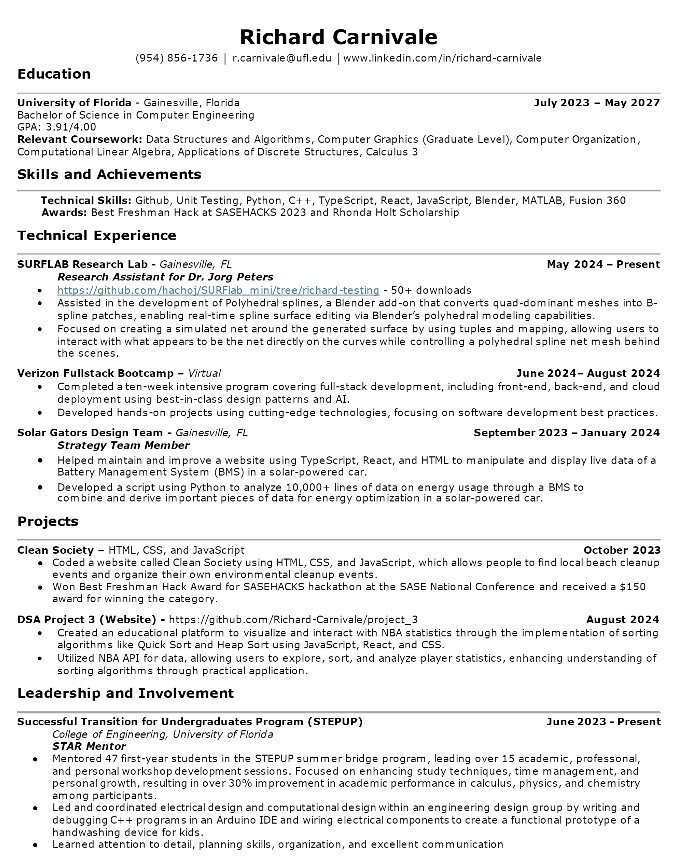 Richard Carnivale
(954) 856-1736 | r.carnivale@ufl.edu | www.linkedin.com/in/richard-carnivale
Education
University of Florida - Gainesville, Florida July 2023 – May 2027
Bachelor of Science in Computer Engineering
GPA: 3.91/4.00
Relevant Coursework: Data Structures and Algorithms, Computer Graphics (Graduate Level), Computer Organization,
Computational Linear Algebra, Applications of Discrete Structures, Calculus 3
Skills and Achievements
Technical Skills: Github, Unit Testing, Python, C++, TypeScript, React, JavaScript, Blender, MATLAB, Fusion 360
Awards: Best Freshman Hack at SASEHACKS 2023 and Rhonda Holt Scholarship
Technical Experience
SURFLAB Research Lab - Gainesville, FL May 2024 – Present
Research Assistant for Dr. Jorg Peters
• https://github.com/hachoj/SURFlab_mini/tree/richard-testing - 50+ downloads
• Assisted in the development of Polyhedral splines, a Blender add-on that converts quad-dominant meshes into B-
spline patches, enabling real-time spline surface editing via Blender’s polyhedral modeling capabilities.
• Focused on creating a simulated net around the generated surface by using tuples and mapping, allowing users to
interact with what appears to be the net directly on the curves while controlling a polyhedral spline net mesh behind
the scenes.
Verizon Fullstack Bootcamp – Virtual June 2024– August 2024
• Completed a ten-week intensive program covering full-stack development, including front-end, back-end, and cloud
deployment using best-in-class design patterns and AI.
• Developed hands-on projects using cutting-edge technologies, focusing on software development best practices.
Solar Gators Design Team - Gainesville, FL September 2023 – January 2024
Strategy Team Member
• Helped maintain and improve a website using TypeScript, React, and HTML to manipulate and display live data of a
Battery Management System (BMS) in a solar-powered car.
• Developed a script using Python to analyze 10,000+ lines of data on energy usage through a BMS to
combine and derive important pieces of data for energy optimization in a solar-powered car.
Projects
Clean Society – HTML, CSS, and JavaScript October 2023
• Coded a website called Clean Society using HTML, CSS, and JavaScript, which allows people to find local beach cleanup
events and organize their own environmental cleanup events.
• Won Best Freshman Hack Award for SASEHACKS hackathon at the SASE National Conference and received a $150
award for winning the category.
DSA Project 3 (Website) - https://github.com/Richard-Carnivale/project_3 August 2024
• Created an educational platform to visualize and interact with NBA statistics through the implementation of sorting
algorithms like Quick Sort and Heap Sort using JavaScript, React, and CSS.
• Utilized NBA API for data, allowing users to explore, sort, and analyze player statistics, enhancing understanding of
sorting algorithms through practical application.
Leadership and Involvement
Successful Transition for Undergraduates Program (STEPUP) June 2023 - Present
College of Engineering, University of Florida
STAR Mentor
• Mentored 47 first-year students in the STEPUP summer bridge program, leading over 15 academic, professonal,
and personal workshop development sessions. Focused on enhancing study techniques, time management, and
personal growth, resulting in over 30% improvement in academic performance in calculus, physics, and chemistry
among participants.
• Led and coordinated electrical design and computational design within an engineering design group by writing and
debugging C++ programs in an Arduino IDE and wiring electrical components to create a functional prototype of a
handwashing device for kids.
• Learned attention to detail, planning skills, organization, and excellent communication